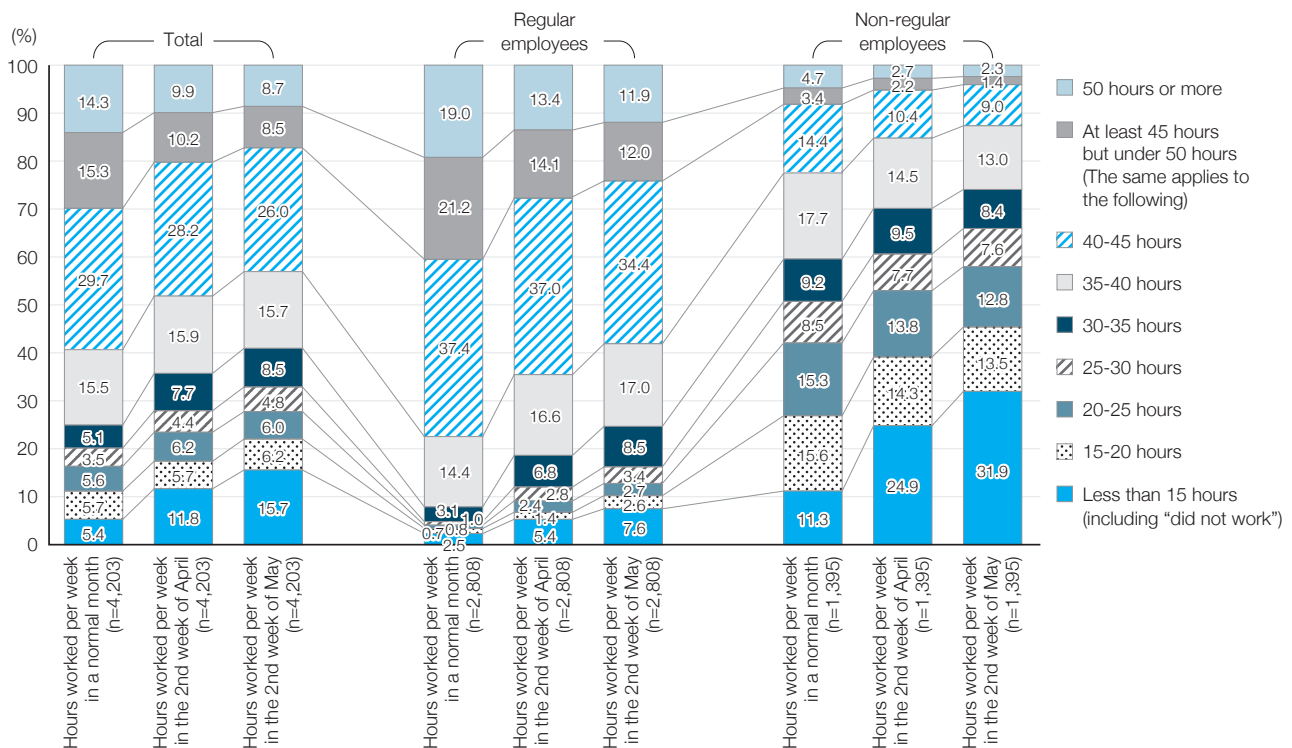 (%)
Total
Regular
employees
Non-regular
employees
100
90
80
70
60
50
40
30
20
10
0
14.3
15.3
29.7
15.5
5.1
3.5
5.6
5.7
5.4
9.9
10.2
28.2
15.9
7.7
4.4
6.2
5.7
11.8
8.7
8.5
26.0
15.7
8.5
4.8
6.0
6.2
15.7
19.0
21.2
37.4
14.4
3.1
1.0
0.8
0.7
2.5
13.4
14.1
37.0
16.6
6.8
2.8
2.4
1.4
5.4
11.9
12.0
34.4
17.0
8.5
3.4
2.7
2.6
7.6
4.7
3.4
14.4
17.7
9.2
8.5
15.3
15.6
11.3
2.7
2.2
10.4
14.5
9.5
7.7
13.8
14.3
24.9
2.3
1.4
9.0
13.0
8.4
7.6
12.8
13.5
31.9
Hours worked per week
in a normal month
(n=4,203)
Hours worked per week
in the 2nd week of April
(n=4,203)
Hours worked per week
in the 2nd week of May
(n=4,203)
Hours worked per week
in a normal month
(n=2,808)
Hours worked per week
in the 2nd week of April
(n=2,808)
Hours worked per week
in the 2nd week of May
(n=2,808)
Hours worked per week
in a normal month
(n=1,395)
Hours worked per week
in the 2nd week of April
(n=1,395)
Hours worked per week
in the 2nd week of May
(n=1,395)
50 hours or more
At least 45 hours
but under 50 hours
(The same applies to
the following)
40-45 hours
35-40 hours
30-35 hours
25-30 hours
20-25 hours
15-20 hours
Less than 15 hours
(including “did not work”)